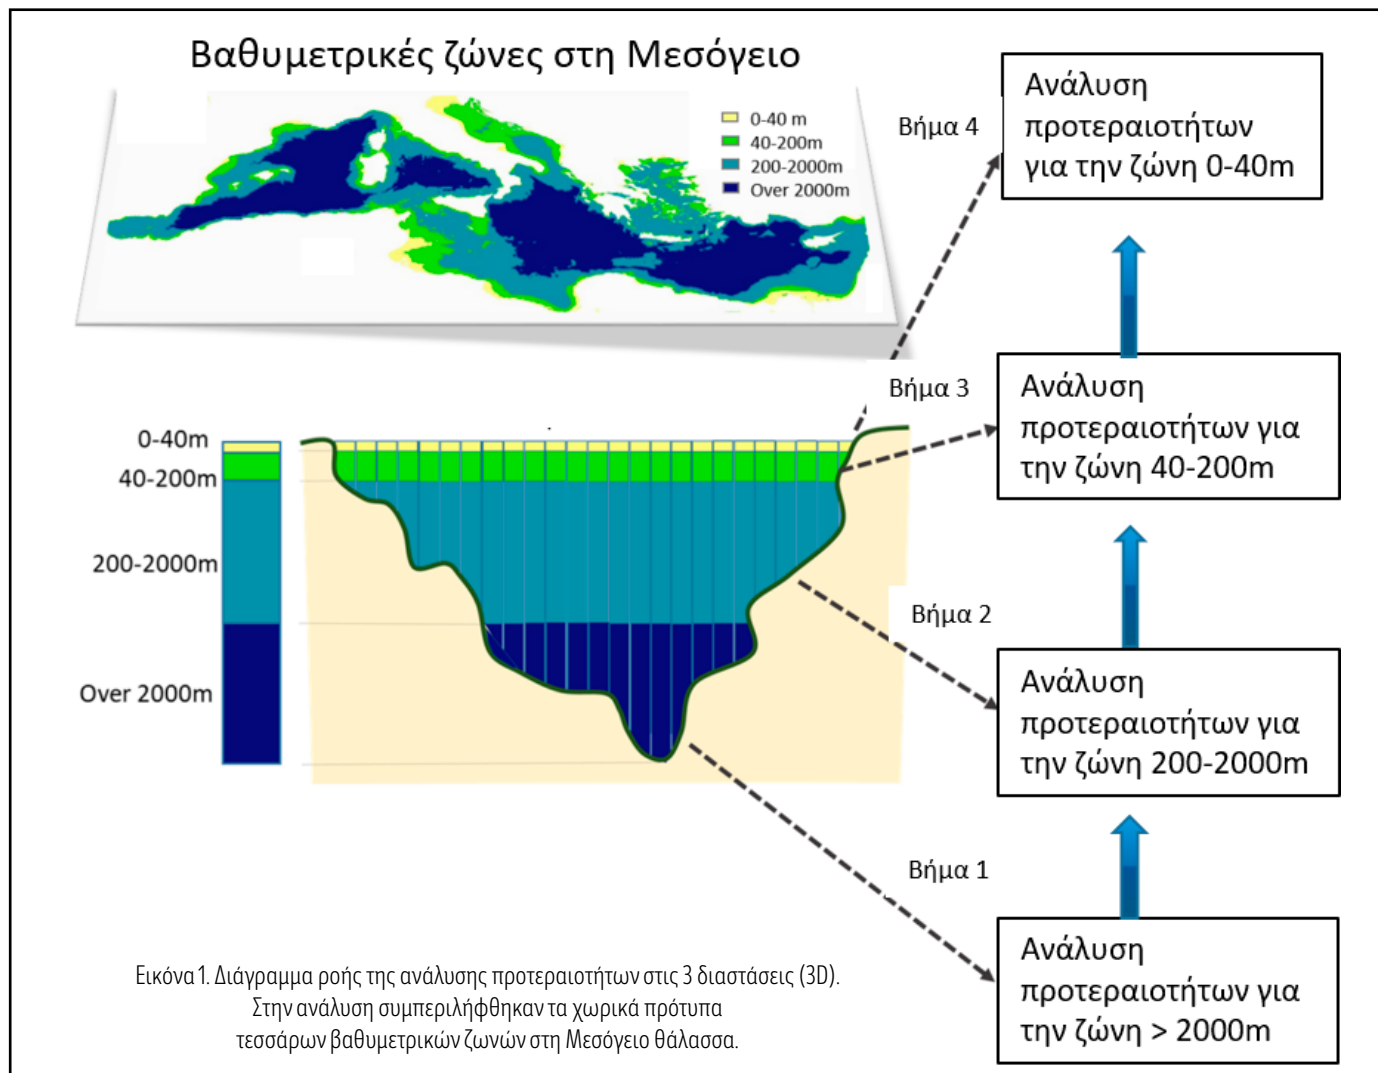 Βαθυμετρικές ζώνες στη Μεσόγειο
0-40 m
40-200m
200-2000m
Over 2000m
Βήμα 4
Ανάλυση
προτεραιοτήτων
για την ζώνη 0-40m
Βήμα 3
Ανάλυση
προτεραιοτήτων για
την ζώνη 40-200m
0-40m
40-200m
200-2000m
Over 2000m
Βήμα 2
Ανάλυση
προτεραιοτήτων για
την ζώνη 200-2000m
Βήμα 1
Ανάλυση
προτεραιοτήτων για
την ζώνη > 2000m
Εικόνα 1. Διάγραμμα ροής της ανάλυσης προτεραιοτήτων στις 3 διαστάσεις (3D).
Στην ανάλυση συμπεριλήφθηκαν τα χωρικά πρότυπα
τεσσάρων βαθυμετρικών ζωνών στη Μεσόγειο θάλασσα.